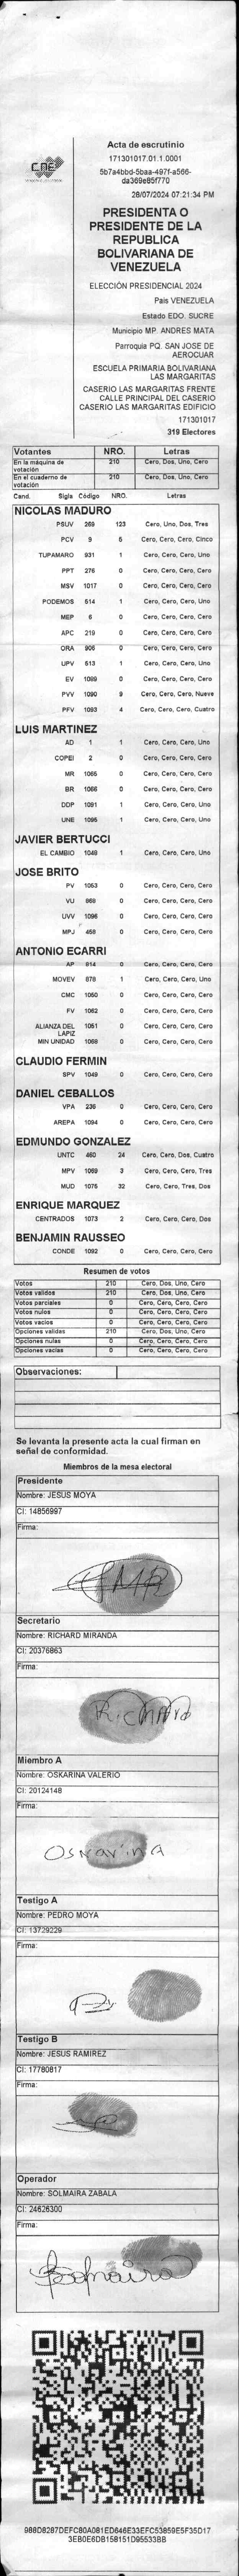 CNE
Acta de escrutinio
171301017.01.1.0001
5b7a4bbd-5baa-497f-a566-
da369e85f770
28/07/2024 07:21:34 PM
PRESIDENTA O
PRESIDENTE DE LA
REPUBLICA
BOLIVARIANA DE
VENEZUELA
ELECCIÓN PRESIDENCIAL 2024
País VENEZUELA
Estado EDO. SUCRE
Municipio MP. ANDRES MATA
Parroquia PQ. SAN JOSE DE
AEROCUAR
ESCUELA PRIMARIA BOLIVARIANA
LAS MARGARITAS
CASERIO LAS MARGARITAS FRENTE
CALLE PRINCIPAL DEL CASERIO
CASERIO LAS MARGARITAS EDIFICIO
171301017
319 Electores
Votantes NRO. Letras
En la máquina de votación 210 Cero, Dos, Uno, Cero
En el cuaderno de votación 210 Cero, Dos, Uno, Cero
Cand. Sigla Código NRO. Letras
NICOLAS MADURO
PSUV 269 123 Cero, Uno, Dos, Tres
PCV 9 5 Cero, Cero, Cero, Cinco
TUPAMARO 931 1 Cero, Cero, Cero, Uno
PPT 276 0 Cero, Cero, Cero, Cero
MSV 1017 0 Cero, Cero, Cero, Cero
PODEMOS 514 1 Cero, Cero, Cero, Uno
MEP 6 0 Cero, Cero, Cero, Cero
APC 219 0 Cero, Cero, Cero, Cero
ORA 906 0 Cero, Cero, Cero, Cero
UPV 513 1 Cero, Cero, Cero, Uno
EV 1089 0 Cero, Cero, Cero, Cero
PVV 1090 9 Cero, Cero, Cero, Nueve
PFV 1093 4 Cero, Cero, Cero, Cuatro
LUIS MARTINEZ
AD 1 1 Cero, Cero, Cero, Uno
COPEI 2 0 Cero, Cero, Cero, Cero
MR 1065 0 Cero, Cero, Cero, Cero
BR 1066 0 Cero, Cero, Cero, Cero
DDP 1091 1 Cero, Cero, Cero, Uno
UNE 1095 1 Cero, Cero, Cero, Uno
JAVIER BERTUCCI
EL CAMBIO 1048 1 Cero, Cero, Cero, Uno
JOSE BRITO
PV 1053 0 Cero, Cero, Cero, Cero
VU 868 0 Cero, Cero, Cero, Cero
UVV 1096 0 Cero, Cero, Cero, Cero
MPJ 458 0 Cero, Cero, Cero, Cero
ANTONIO ECARRI
AP 914 0 Cero, Cero, Cero, Cero
MOVEV 878 1 Cero, Cero, Cero, Uno
CMC 1050 0 Cero, Cero, Cero, Cero
FV 1062 0 Cero, Cero, Cero, Cero
ALIANZA DEL LAPIZ 1051 0 Cero, Cero, Cero, Cero
MIN UNIDAD 1068 0 Cero, Cero, Cero, Cero
CLAUDIO FERMIN
SPV 1049 0 Cero, Cero, Cero, Cero
DANIEL CEBALLOS
VPA 236 0 Cero, Cero, Cero, Cero
AREPA 1094 0 Cero, Cero, Cero, Cero
EDMUNDO GONZALEZ
UNTC 460 24 Cero, Cero, Dos, Cuatro
MPV 1069 3 Cero, Cero, Cero, Tres
MUD 1075 32 Cero, Cero, Tres, Dos
ENRIQUE MARQUEZ
CENTRADOS 1073 2 Cero, Cero, Cero, Dos
BENJAMIN RAUSSEO
CONDE 1092 0 Cero, Cero, Cero, Cero
Resumen de votos
Votos 210 Cero, Dos, Uno, Cero
Votos validos 210 Cero, Dos, Uno, Cero
Votos parciales 0 Cero, Cero, Cero, Cero
Votos nulos 0 Cero, Cero, Cero, Cero
Votos vacios 0 Cero, Cero, Cero, Cero
Opciones validas 210 Cero, Dos, Uno, Cero
Opciones nulas 0 Cero, Cero, Cero, Cero
Opciones vacias 0 Cero, Cero, Cero, Cero
Observaciones:
Se levanta la presente acta la cual firman en
señal de conformidad.
Miembros de la mesa electoral
Presidente
Nombre: JESUS MOYA
CI: 14856997
Firma:
Secretario
Nombre: RICHARD MIRANDA
CI: 20376863
Firma:
Richard
Miembro A
Nombre: OSKARINA VALERIO
CI: 20124148
Firma:
OSKarinA
Testigo A
Nombre: PEDRO MOYA
CI: 13729229
Firma:
Testigo B
Nombre: JESUS RAMIREZ
CI: 17780817
Firma:
Operador
Nombre: SOLMAIRA ZABALA
CI: 24626300
Firma:
Solmaira
988D8287DEFC80A081ED646E33EFC53859E5F35D17
3EB0E6DB158151D95533BB